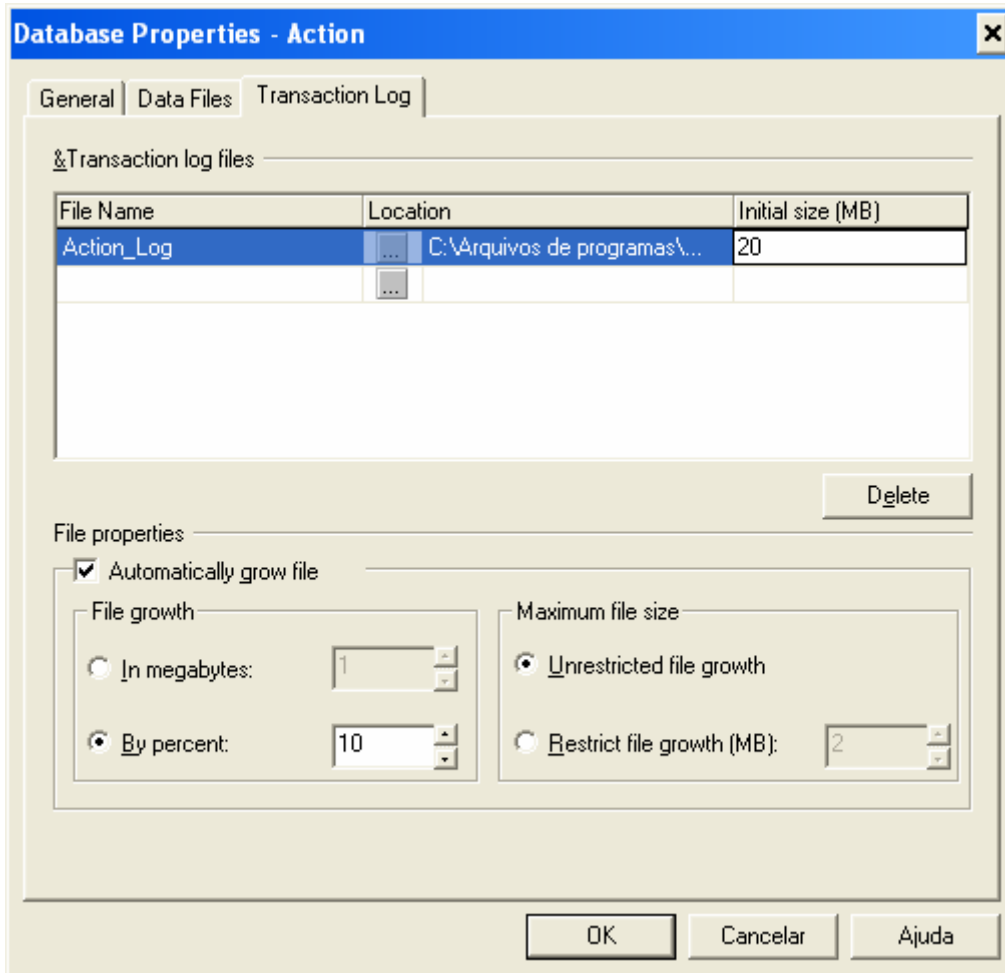 Database Properties - Action
General Data Files Transaction Log
&Transaction log files
File Name Location Initial size (MB)
Action_Log ... C:\Arquivos de programas\... 20
...
Delete
File properties
Automatically grow file
File growth Maximum file size
In megabytes: 1 Unrestricted file growth
By percent: 10 Restrict file growth (MB): 2
OK Cancelar Ajuda